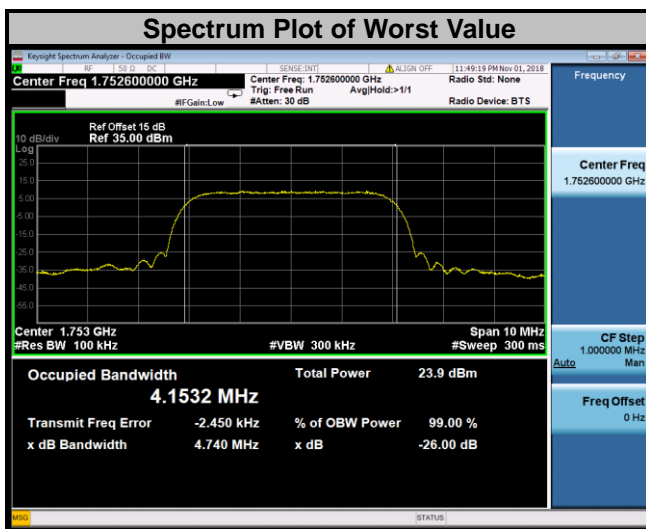 Spectrum Plot of Worst Value
Keysight Spectrum Analyzer - Occupied BW
RF 50 Ω DC SENSE:INT ALIGN OFF 11:49:19 PM Nov 01, 2018
Center Freq 1.752600000 GHz
Center Freq: 1.752600000 GHz Radio Std: None
Trig: Free Run Avg|Hold:>1/1
#IFGain:Low #Atten: 30 dB Radio Device: BTS
Frequency
Ref Offset 15 dB
10 dB/div Ref 35.00 dBm
Log
25.0
15.0
5.00
-5.00
-15.0
-25.0
-35.0
-45.0
-55.0
Center 1.753 GHz Span 10 MHz
#Res BW 100 kHz #VBW 300 kHz #Sweep 300 ms
Occupied Bandwidth Total Power 23.9 dBm
4.1532 MHz
Transmit Freq Error -2.450 kHz % of OBW Power 99.00 %
x dB Bandwidth 4.740 MHz x dB -26.00 dB
Center Freq
1.752600000 GHz
CF Step
1.000000 MHz
Auto Man
Freq Offset
0 Hz
MSG STATUS